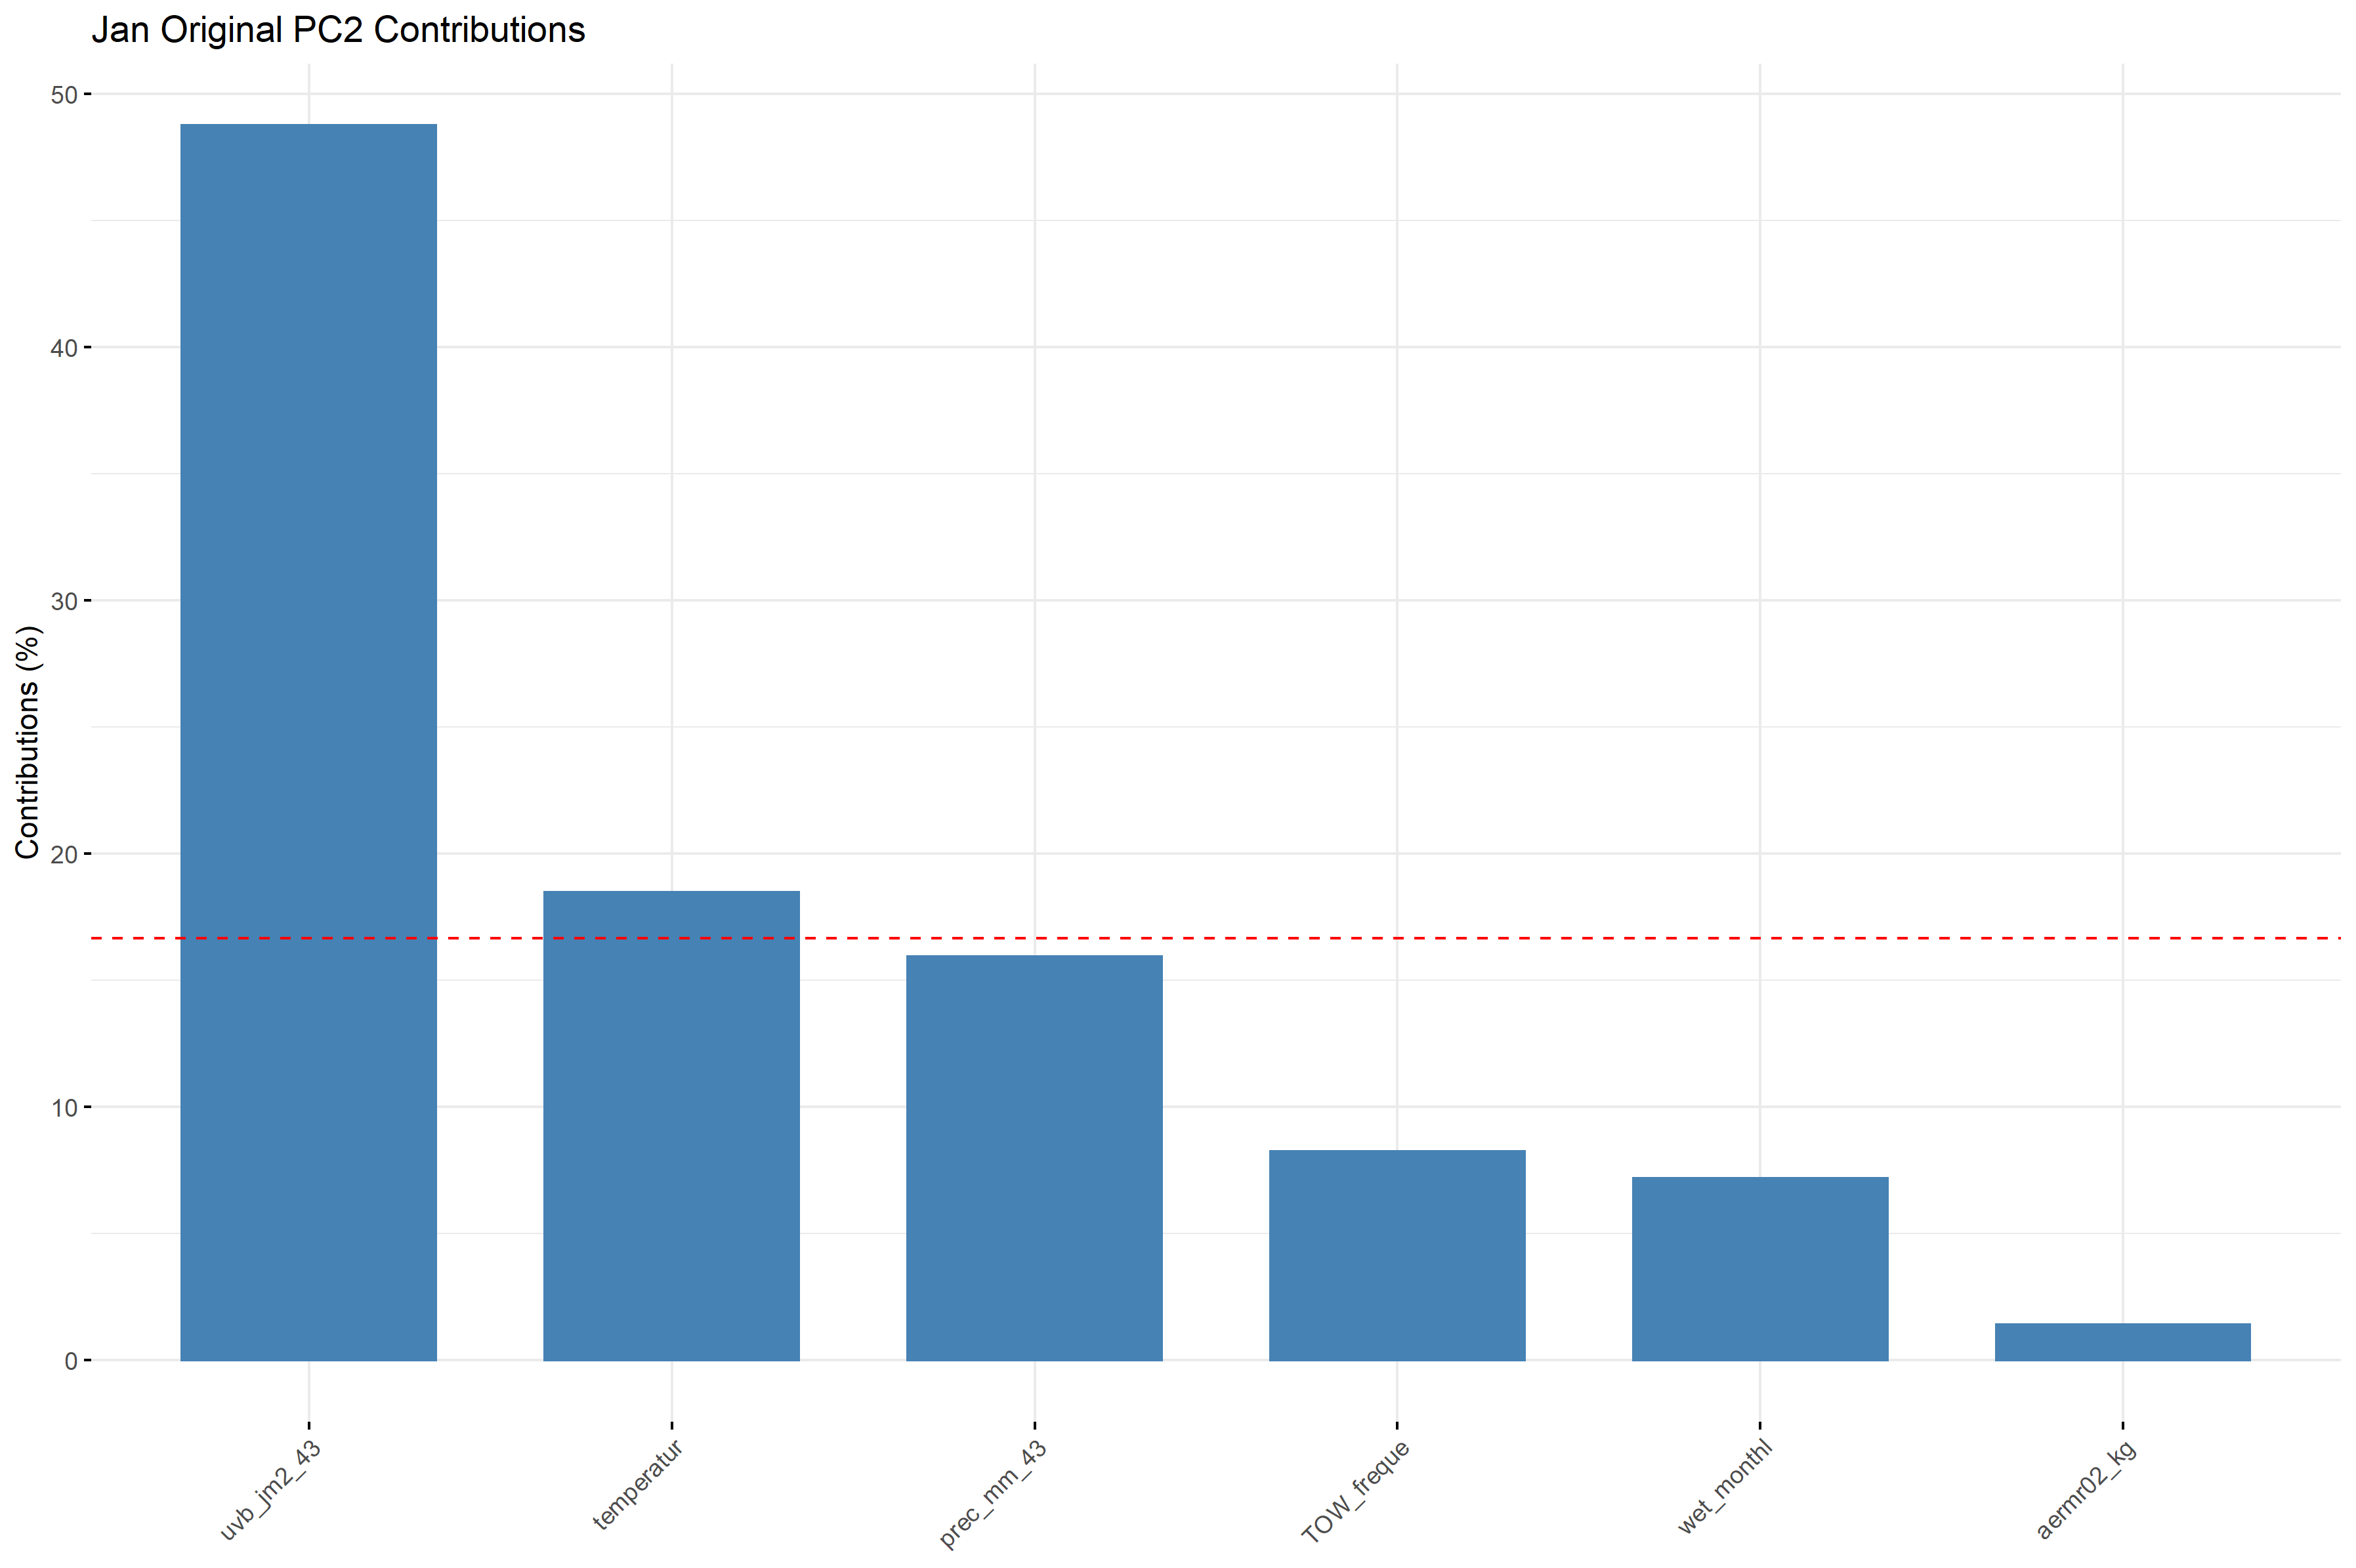 Jan Original PC2 Contributions
Contributions (%)
50
40
30
20
10
0
uvb_jm2_43
temperatur
prec_mm_43
TOW_freque
wet_monthl
aermr02_kg